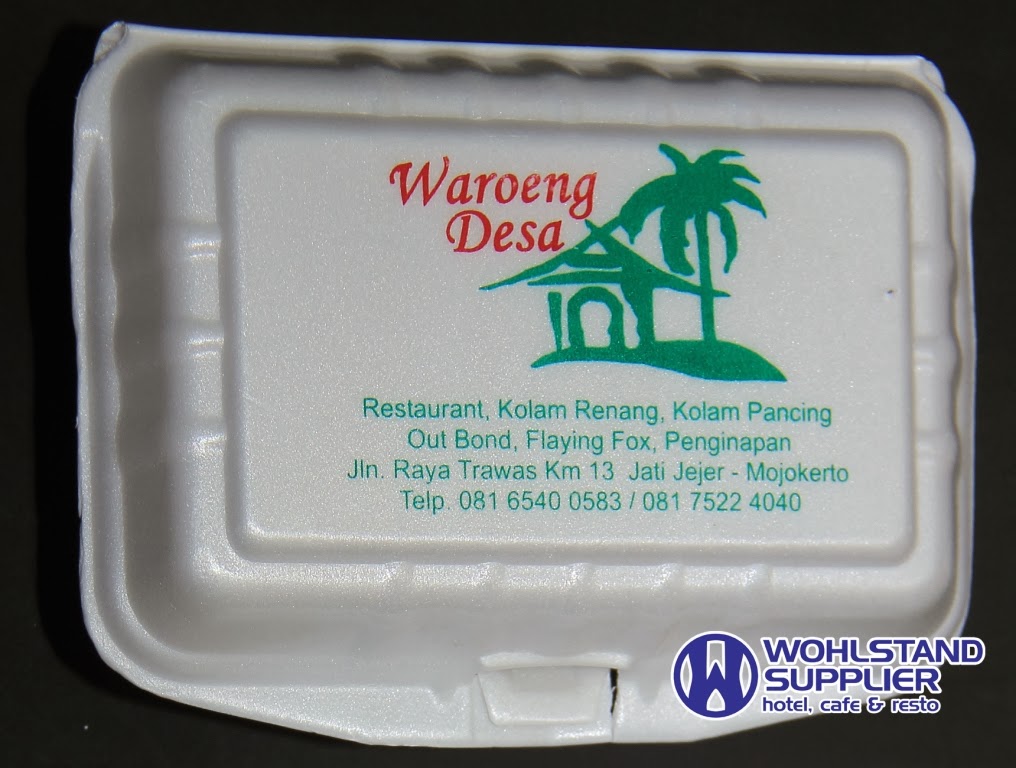 Waroeng
Desa
Restaurant, Kolam Renang, Kolam Pancing
Out Bond, Flaying Fox, Penginapan
Jln. Raya Trawas Km 13 Jati Jejer - Mojokerto
Telp. 081 6540 0583 / 081 7522 4040
WOHLSTAND
SUPPLIER
hotel, cafe & resto